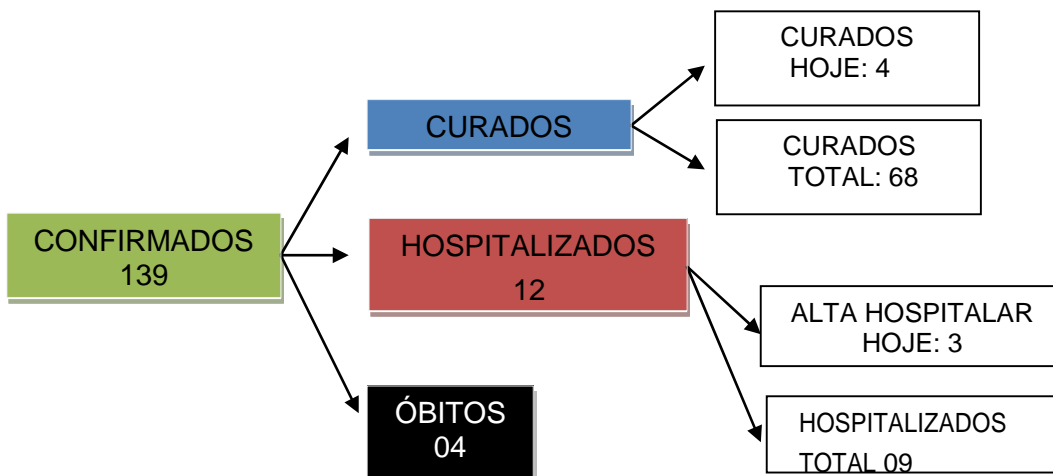 CONFIRMADOS
139
CURADOS
CURADOS
HOJE: 4
CURADOS
TOTAL: 68
HOSPITALIZADOS
12
ALTA HOSPITALAR
HOJE: 3
HOSPITALIZADOS
TOTAL 09
ÓBITOS
04